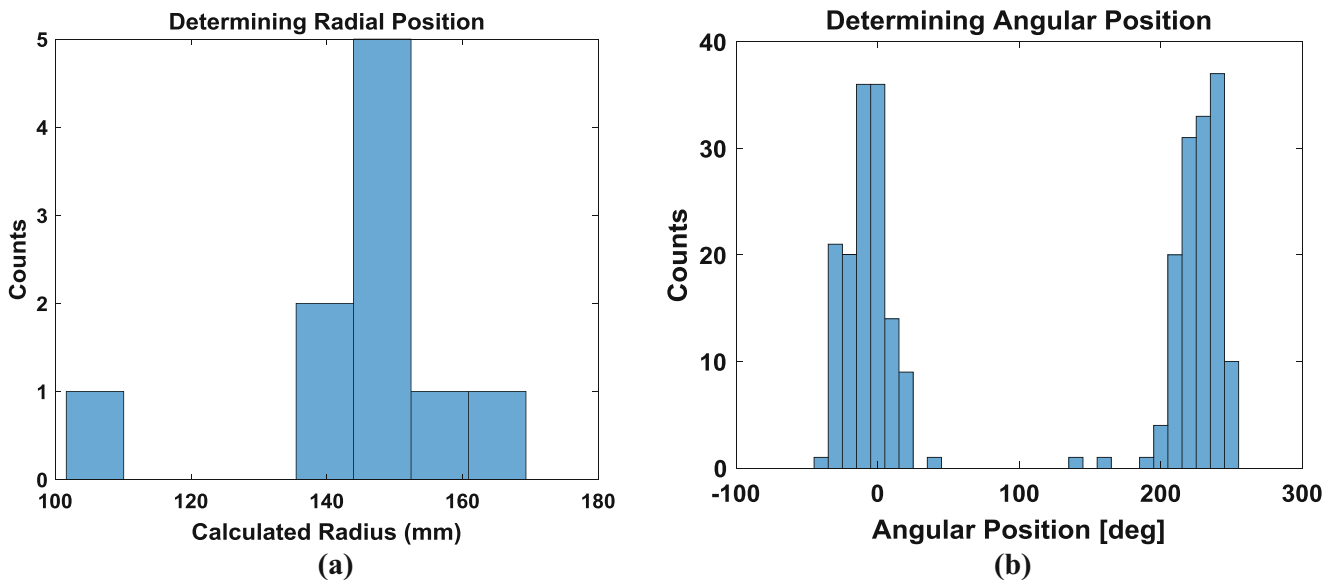 Determining Radial Position
5
4
3
2
1
0
Counts
100 120 140 160 180
Calculated Radius (mm)
(a)
Determining Angular Position
40
30
20
10
0
Counts
-100 0 100 200 300
Angular Position [deg]
(b)